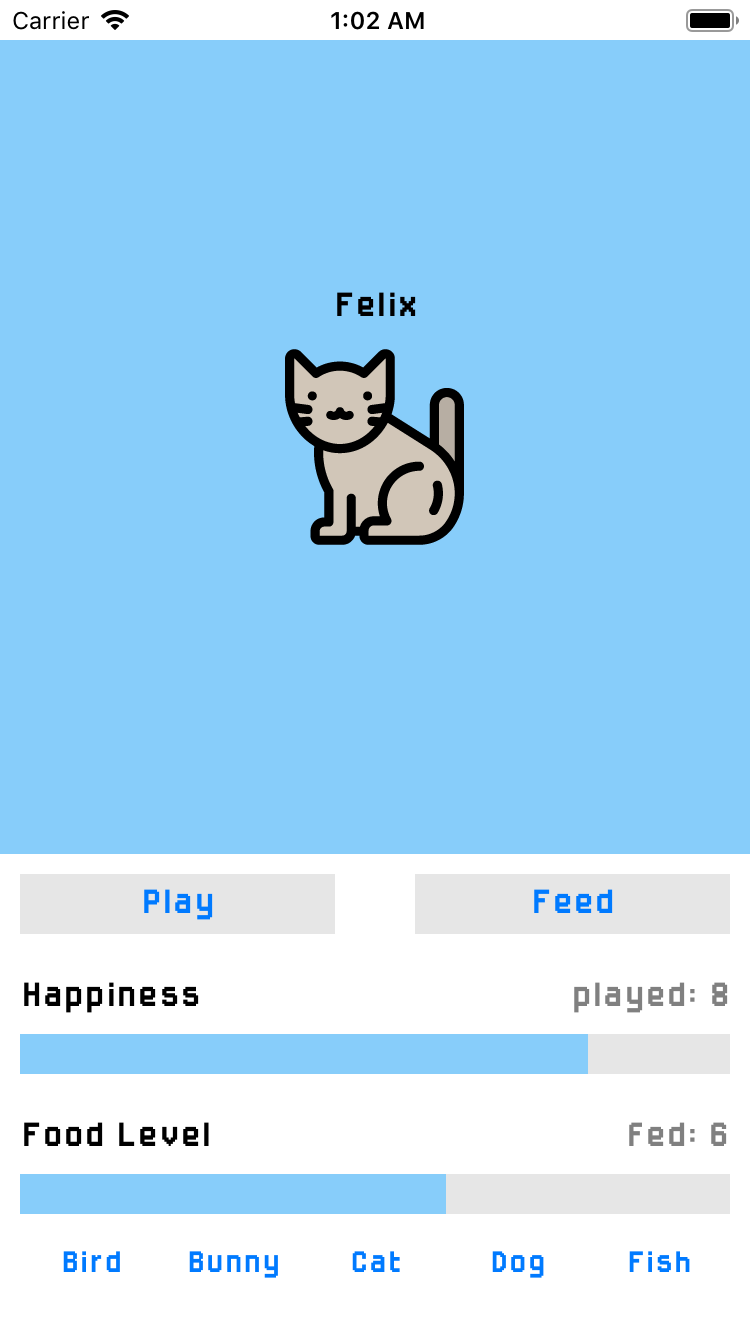 Carrier 1:02 AM
Felix
Play Feed
Happiness played: 8
Food Level fed: 6
Bird Bunny Cat Dog Fish